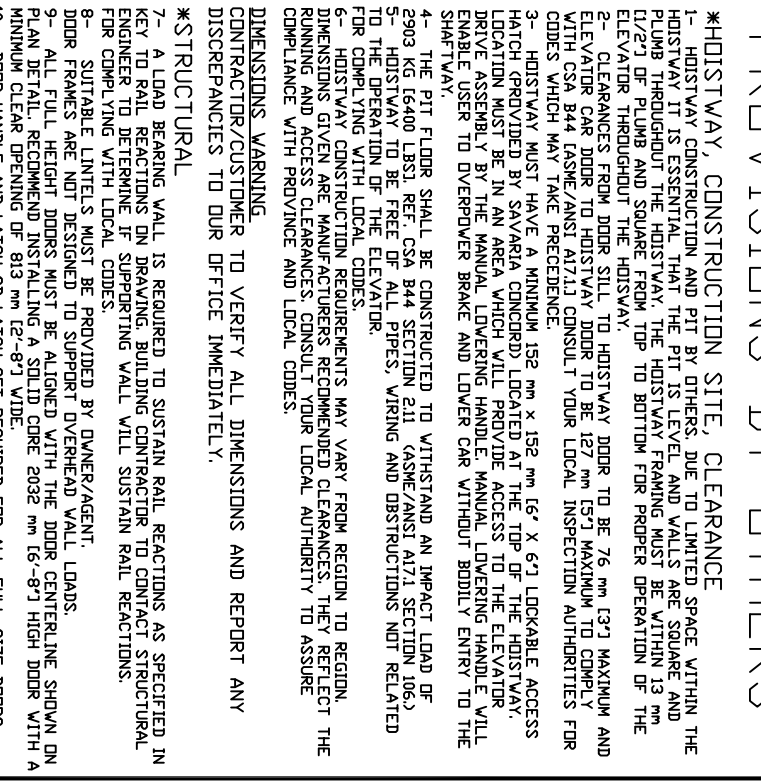 PROVISIONS BY OTHERS
*HOISTWAY, CONSTRUCTION SITE, CLEARANCE
1- HOISTWAY CONSTRUCTION AND PIT BY OTHERS. DUE TO LIMITED SPACE WITHIN THE
HOISTWAY IT IS ESSENTIAL THAT THE PIT IS LEVEL AND WALLS ARE SQUARE AND
PLUMB THROUGHOUT THE HOISTWAY. THE HOISTWAY FRAMING MUST BE WITHIN 13 mm
[1/2"] OF PLUMB AND SQUARE FROM TOP TO BOTTOM FOR PROPER OPERATION OF THE
ELEVATOR THROUGHOUT THE HOISWAY.
2- CLEARANCES FROM DOOR SILL TO HOISTWAY DOOR TO BE 76 mm [3"] MAXIMUM AND
ELEVATOR CAR DOOR TO HOISTWAY DOOR TO BE 127 mm [5"] MAXIMUM TO COMPLY
WITH CSA B44 [ASME/ANSI A17.1.] CONSULT YOUR LOCAL INSPECTION AUTHORITIES FOR
CODES WHICH MAY TAKE PRECEDENCE.
3- HOISTWAY MUST HAVE A MINIMUM 152 mm x 152 mm [6" X 6"] LOCKABLE ACCESS
HATCH (PROVIDED BY SAVARIA CONCORD) LOCATED AT THE TOP OF THE HOISTWAY.
LOCATION MUST BE IN AN AREA WHICH WILL PROVIDE ACCESS TO THE ELEVATOR
DRIVE ASSEMBLY BY THE MANUAL LOWERING HANDLE. MANUAL LOWERING HANDLE WILL
ENABLE USER TO OVERPOWER BRAKE AND LOWER CAR WITHOUT BODILY ENTRY TO THE
SHAFTWAY.
4- THE PIT FLOOR SHALL BE CONSTRUCTED TO WITHSTAND AN IMPACT LOAD OF
2903 KG [6400 LBS]. REF. CSA B44 SECTION 2.11 (ASME/ANSI A17.1 SECTION 106.)
5- HOISTWAY TO BE FREE OF ALL PIPES, WIRING AND OBSTRUCTIONS NOT RELATED
TO THE OPERATION OF THE ELEVATOR.
FOR COMPLYING WITH LOCAL CODES.
6- HOISTWAY CONSTRUCTION REQUIREMENTS MAY VARY FROM REGION TO REGION.
DIMENSIONS GIVEN ARE MANUFACTURERS RECOMMENDED CLEARANCES. THEY REFLECT THE
RUNNING AND ACCESS CLEARANCES. CONSULT YOUR LOCAL AUTHORITY TO ASSURE
COMPLIANCE WITH PROVINCE AND LOCAL CODES.
DIMENSIONS WARNING
CONTRACTOR/CUSTOMER TO VERIFY ALL DIMENSIONS AND REPORT ANY
DISCREPANCIES TO OUR OFFICE IMMEDIATELY.
*STRUCTURAL
7- A LOAD BEARING WALL IS REQUIRED TO SUSTAIN RAIL REACTIONS AS SPECIFIED IN
KEY TO RAIL REACTIONS ON DRAWING. BUILDING CONTRACTOR TO CONTACT STRUCTURAL
ENGINEER TO DETERMINE IF SUPPORTING WALL WILL SUSTAIN RAIL REACTIONS.
FOR COMPLYING WITH LOCAL CODES.
8- SUITABLE LINTELS MUST BE PROVIDED BY OWNER/AGENT.
DOOR FRAMES ARE NOT DESIGNED TO SUPPORT OVERHEAD WALL LOADS.
9- ALL FULL HEIGHT DOORS MUST BE ALIGNED WITH THE DOOR CENTERLINE SHOWN ON
PLAN DETAIL. RECOMMEND INSTALLING A SOLID CORE 2032 mm [6'-8"] HIGH DOOR WITH A
MINIMUM CLEAR OPENING OF 813 mm [2'-8"] WIDE.